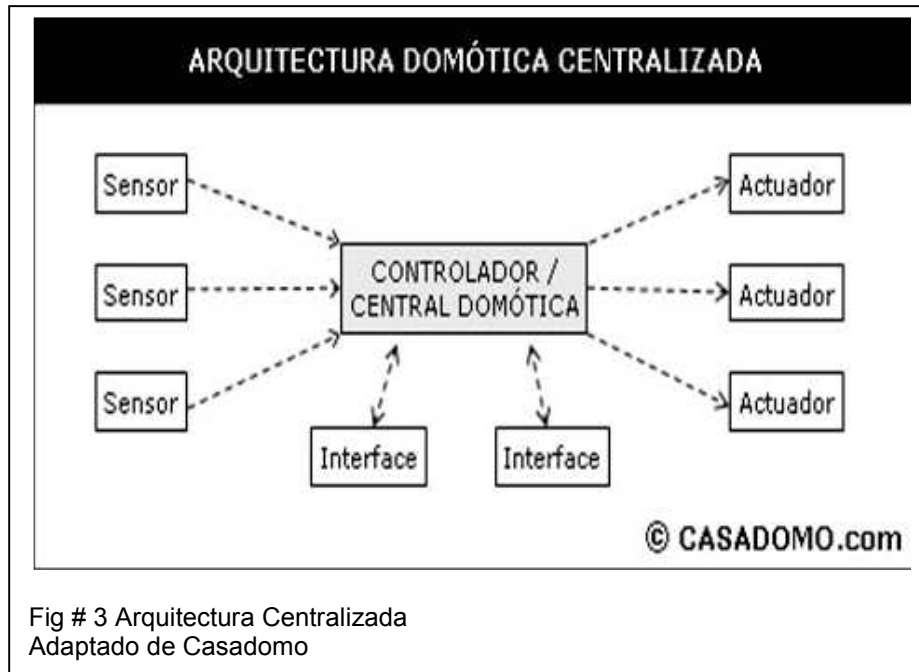 ARQUITECTURA DOMÓTICA CENTRALIZADA
Sensor
Actuador
CONTROLADOR /
CENTRAL DOMÓTICA
Sensor
Actuador
Sensor
Actuador
Interface
Interface
© CASADOMO.com
Fig # 3 Arquitectura Centralizada
Adaptado de Casadomo